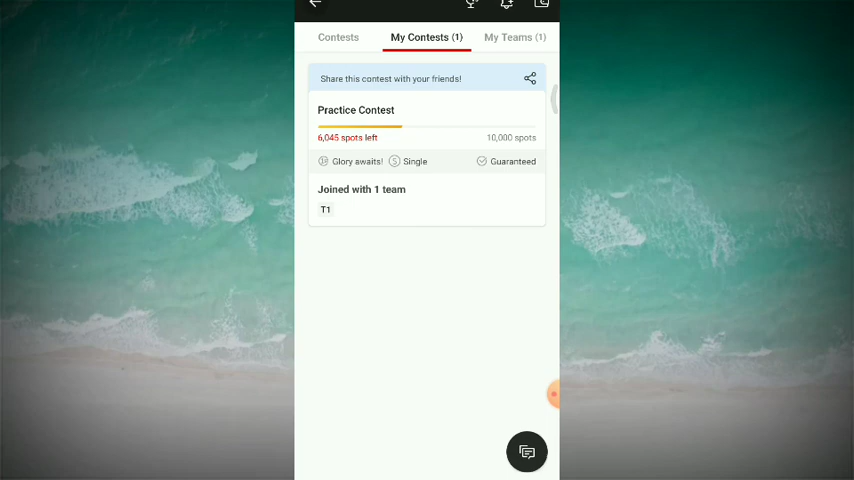 Contests
My Contests (1)
My Teams (1)
Share this contest with your friends!
Practice Contest
6,045 spots left
10,000 spots
Glory awaits!
Single
Guaranteed
Joined with 1 team
T1